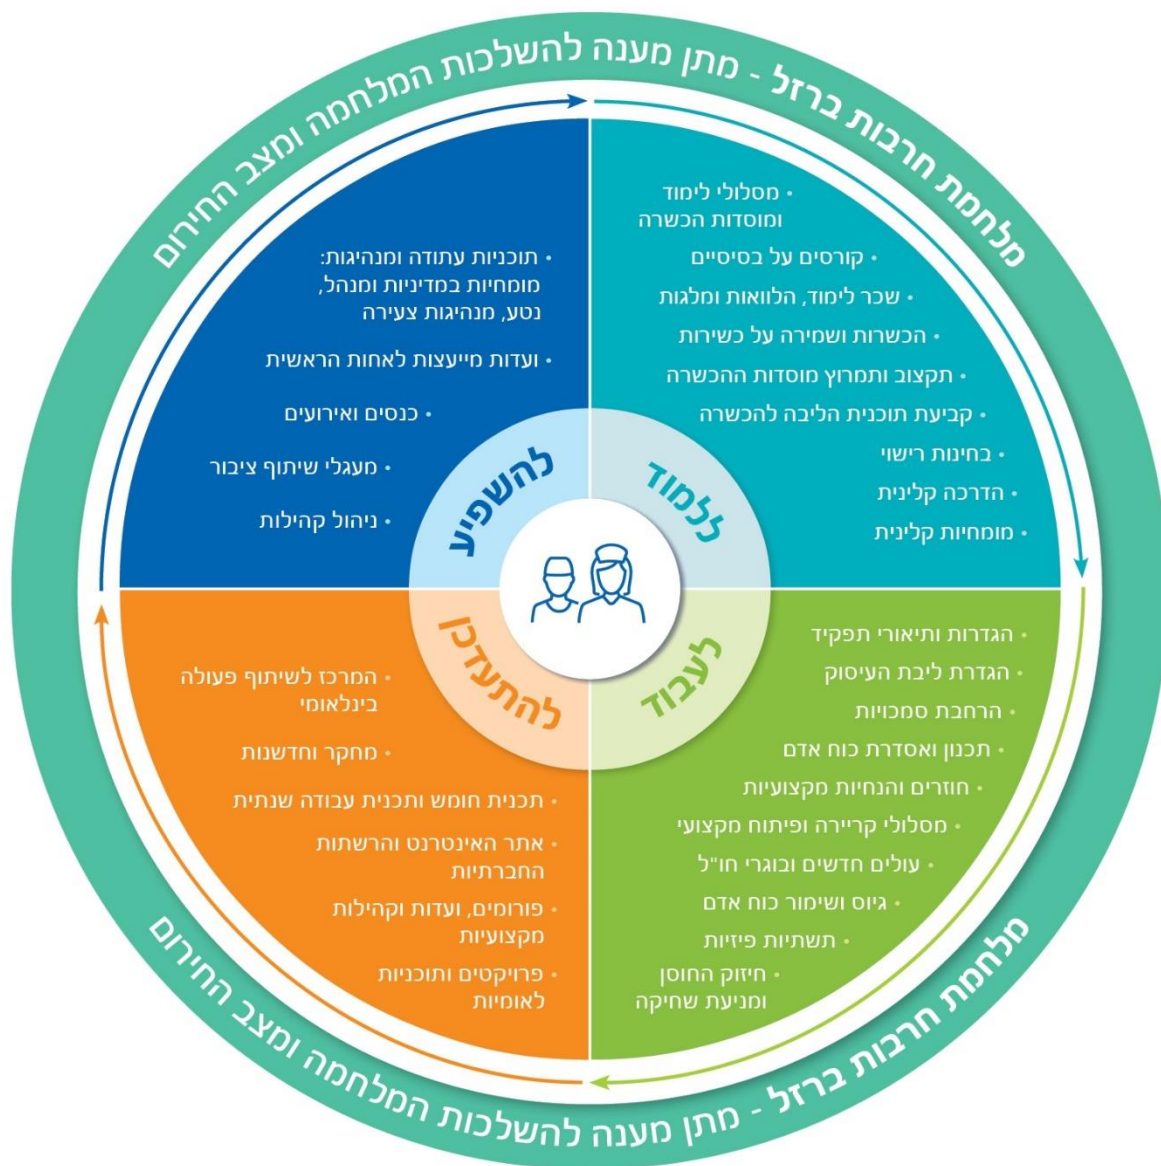 מלחמת חרבות ברזל - מתן מענה להשלכות המלחמה ומצב החירום
ללמוד
• מסלולי לימוד
ומוסדות הכשרה
• קורסים על בסיסיים
• שכר לימוד, הלוואות ומלגות
• הכשרות ושמירה על כשירות
• תקצוב ותמרוץ מוסדות ההכשרה
• קביעת תוכנית הליבה להכשרה
• בחינות רישוי
• הדרכה קלינית
• מומחיות קלינית
לעבוד
• הגדרות ותיאורי תפקיד
• הגדרת ליבת העיסוק
• הרחבת סמכויות
• תכנון ואסדרת כוח אדם
• חוזרים והנחיות מקצועיות
• מסלולי קריירה ופיתוח מקצועי
• עולים חדשים ובוגרי חו"ל
• גיוס ושימור כוח אדם
• תשתיות פיזיות
• חיזוק החוסן
ומניעת שחיקה
להתעדכן
• המרכז לשיתוף פעולה
בינלאומי
• מחקר וחדשנות
• תכנית חומש ותכנית עבודה שנתית
• אתר האינטרנט והרשתות
החברתיות
• פורומים, ועדות וקהילות
מקצועיות
• פרויקטים ותוכניות
לאומיות
להשפיע
• תוכניות עתודה ומנהיגות:
מומחיות במדיניות ומנהל,
נטע, מנהיגות צעירה
• ועדות מייעצות לאחות הראשית
• כנסים ואירועים
• מעגלי שיתוף ציבור
• ניהול קהילות
מלחמת חרבות ברזל - מתן מענה להשלכות המלחמה ומצב החירום